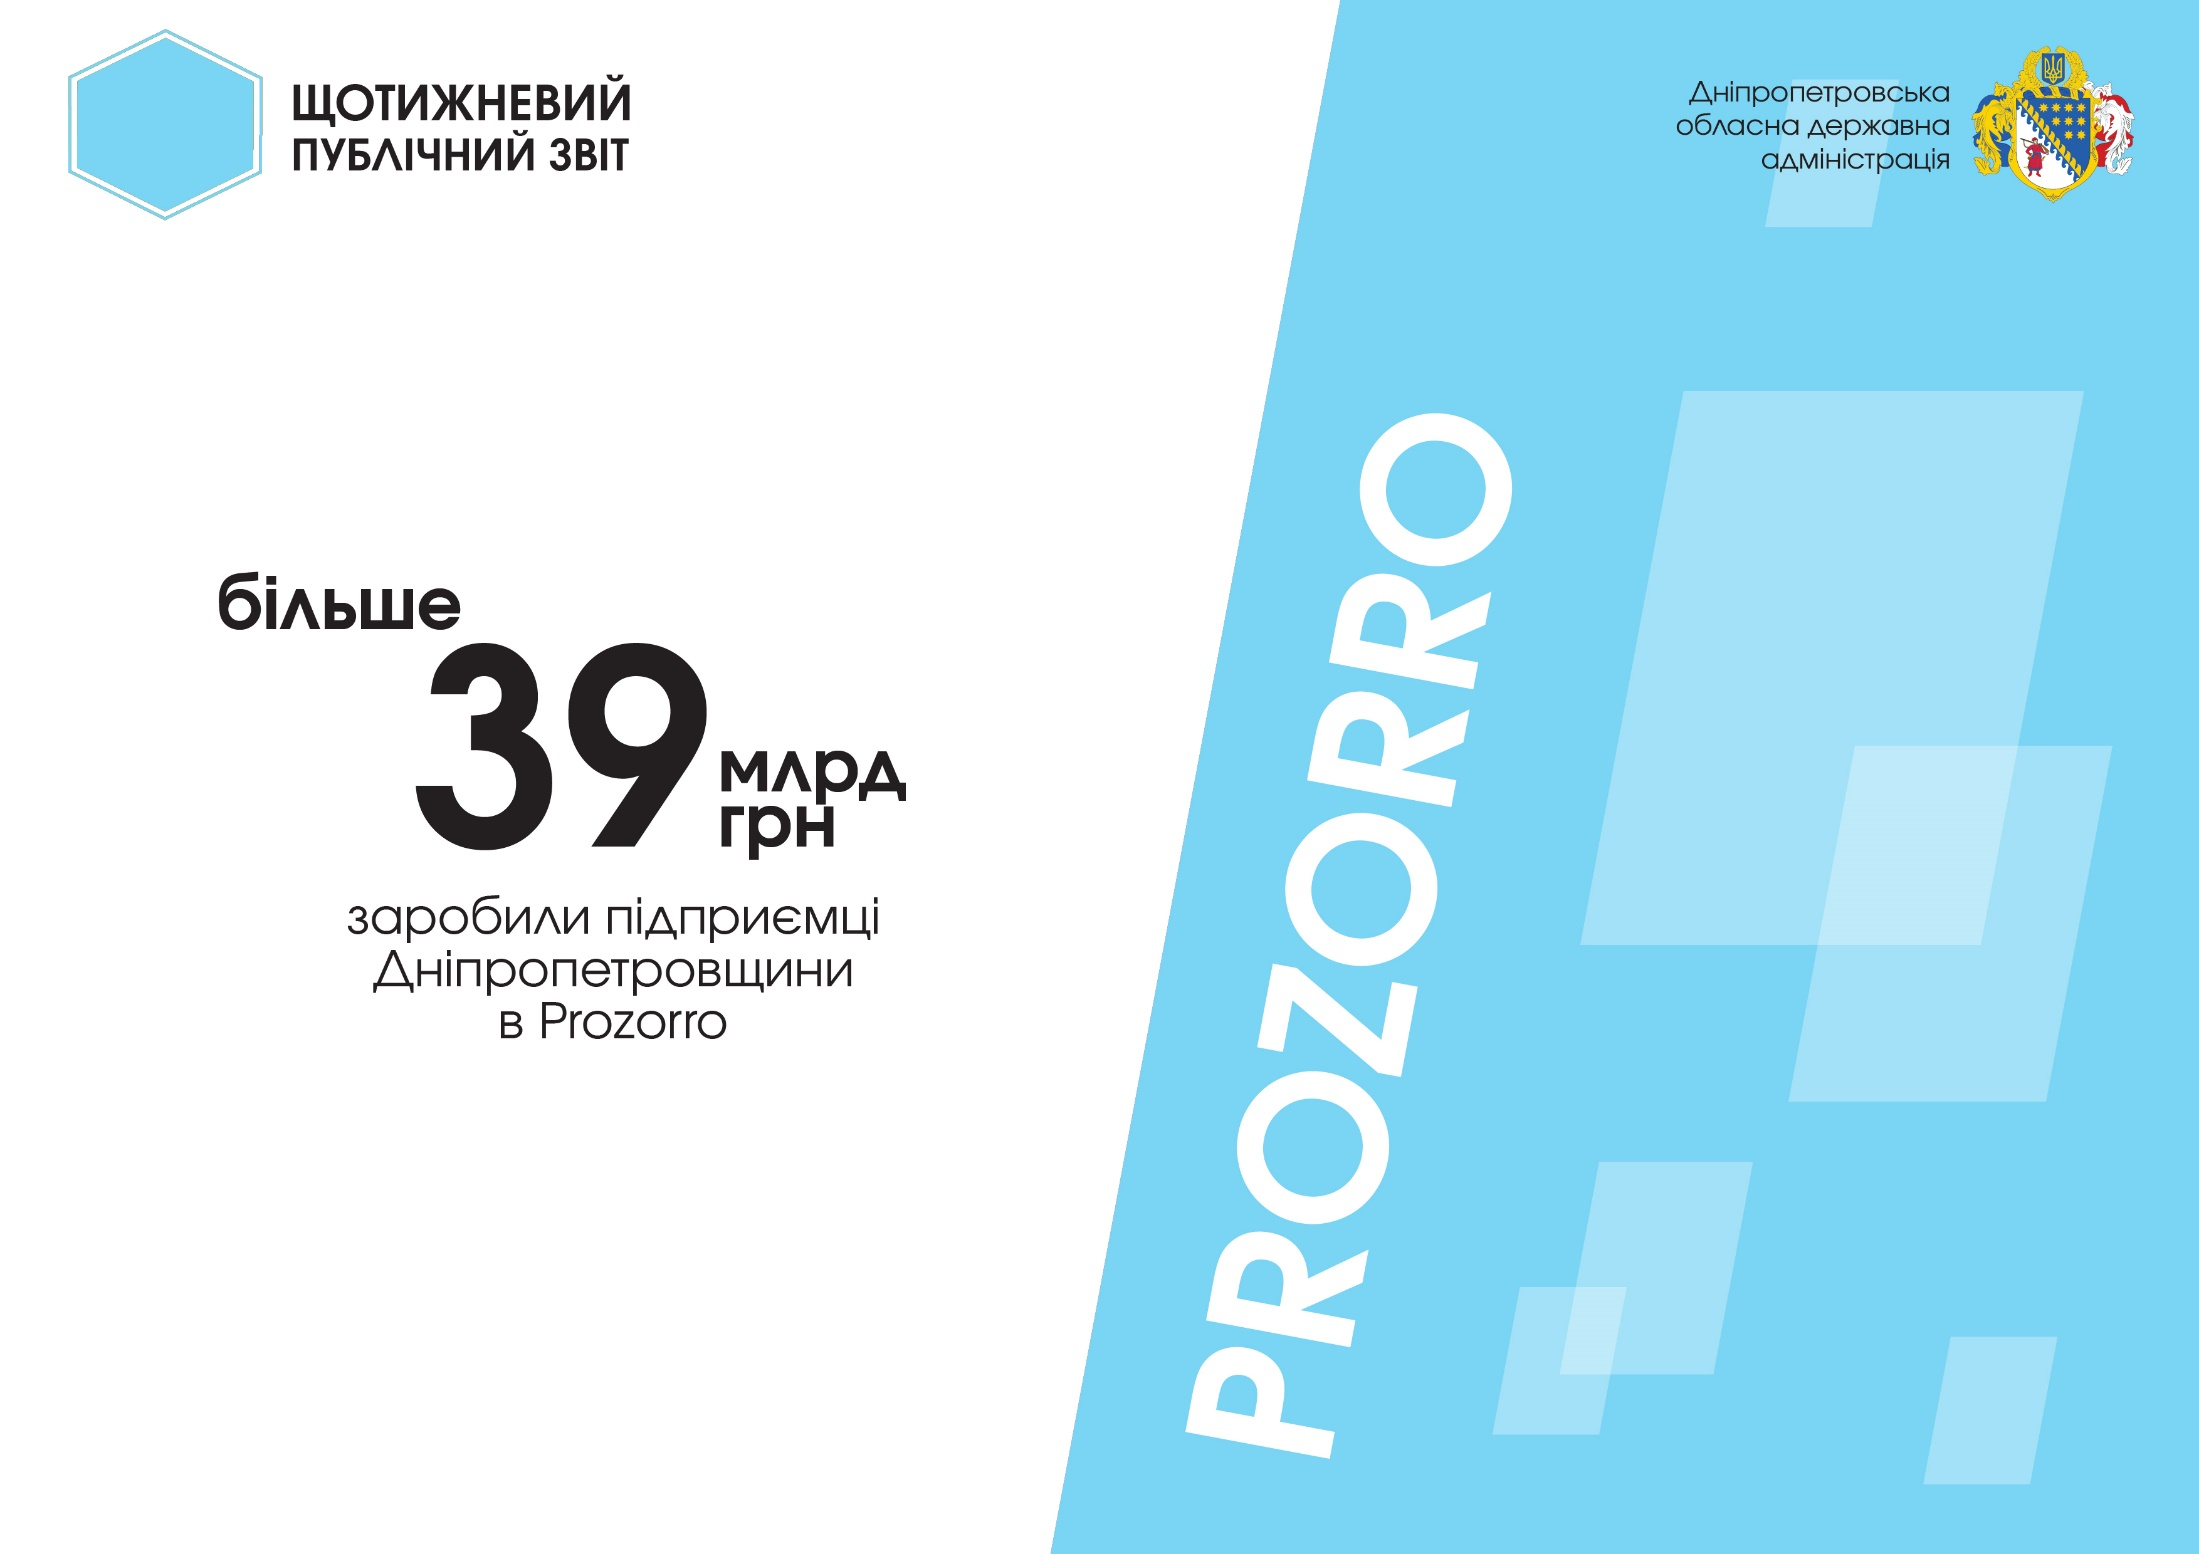 ЩОТИЖНЕВИЙ
ПУБЛІЧНИЙ ЗВІТ
Дніпропетровська
обласна державна
адміністрація
більше
39 млрд
грн
заробили підприємці
Дніпропетровщини
в Prozorro
PROZORRO